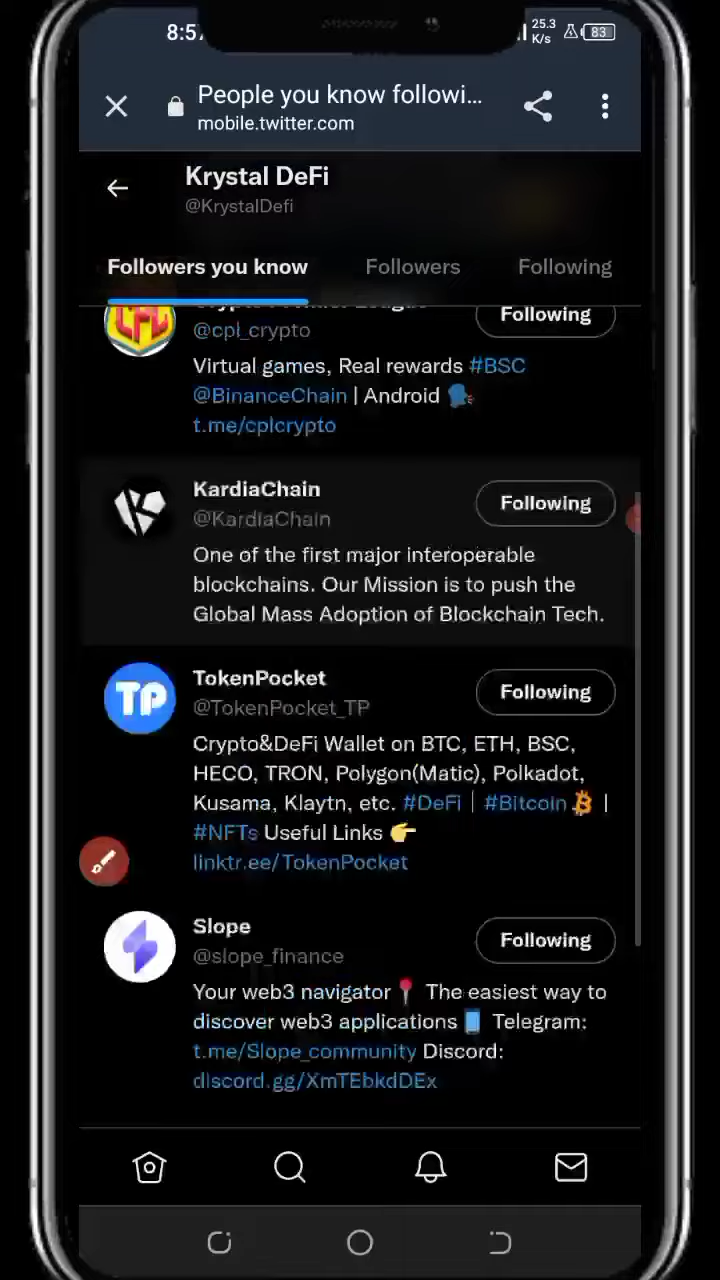 8:57
25.3
K/s
83
People you know followi...
mobile.twitter.com
Krystal DeFi
@KrystalDefi
Followers you know
Followers
Following
CPL
Following
@cpl_crypto
Virtual games, Real rewards #BSC
@BinanceChain | Android 🗣
t.me/cplcrypto
KardiaChain
Following
@KardiaChain
One of the first major interoperable
blockchains. Our Mission is to push the
Global Mass Adoption of Blockchain Tech.
TP
TokenPocket
Following
@TokenPocket_TP
Crypto&DeFi Wallet on BTC, ETH, BSC,
HECO, TRON, Polygon(Matic), Polkadot,
Kusama, Klaytn, etc. #DeFi | #Bitcoin |
#NFTs Useful Links 👉
linktr.ee/TokenPocket
Slope
Following
@slope_finance
Your web3 navigator 📍 The easiest way to
discover web3 applications 📱 Telegram:
t.me/Slope_community Discord:
discord.gg/XmTEbkdDEx